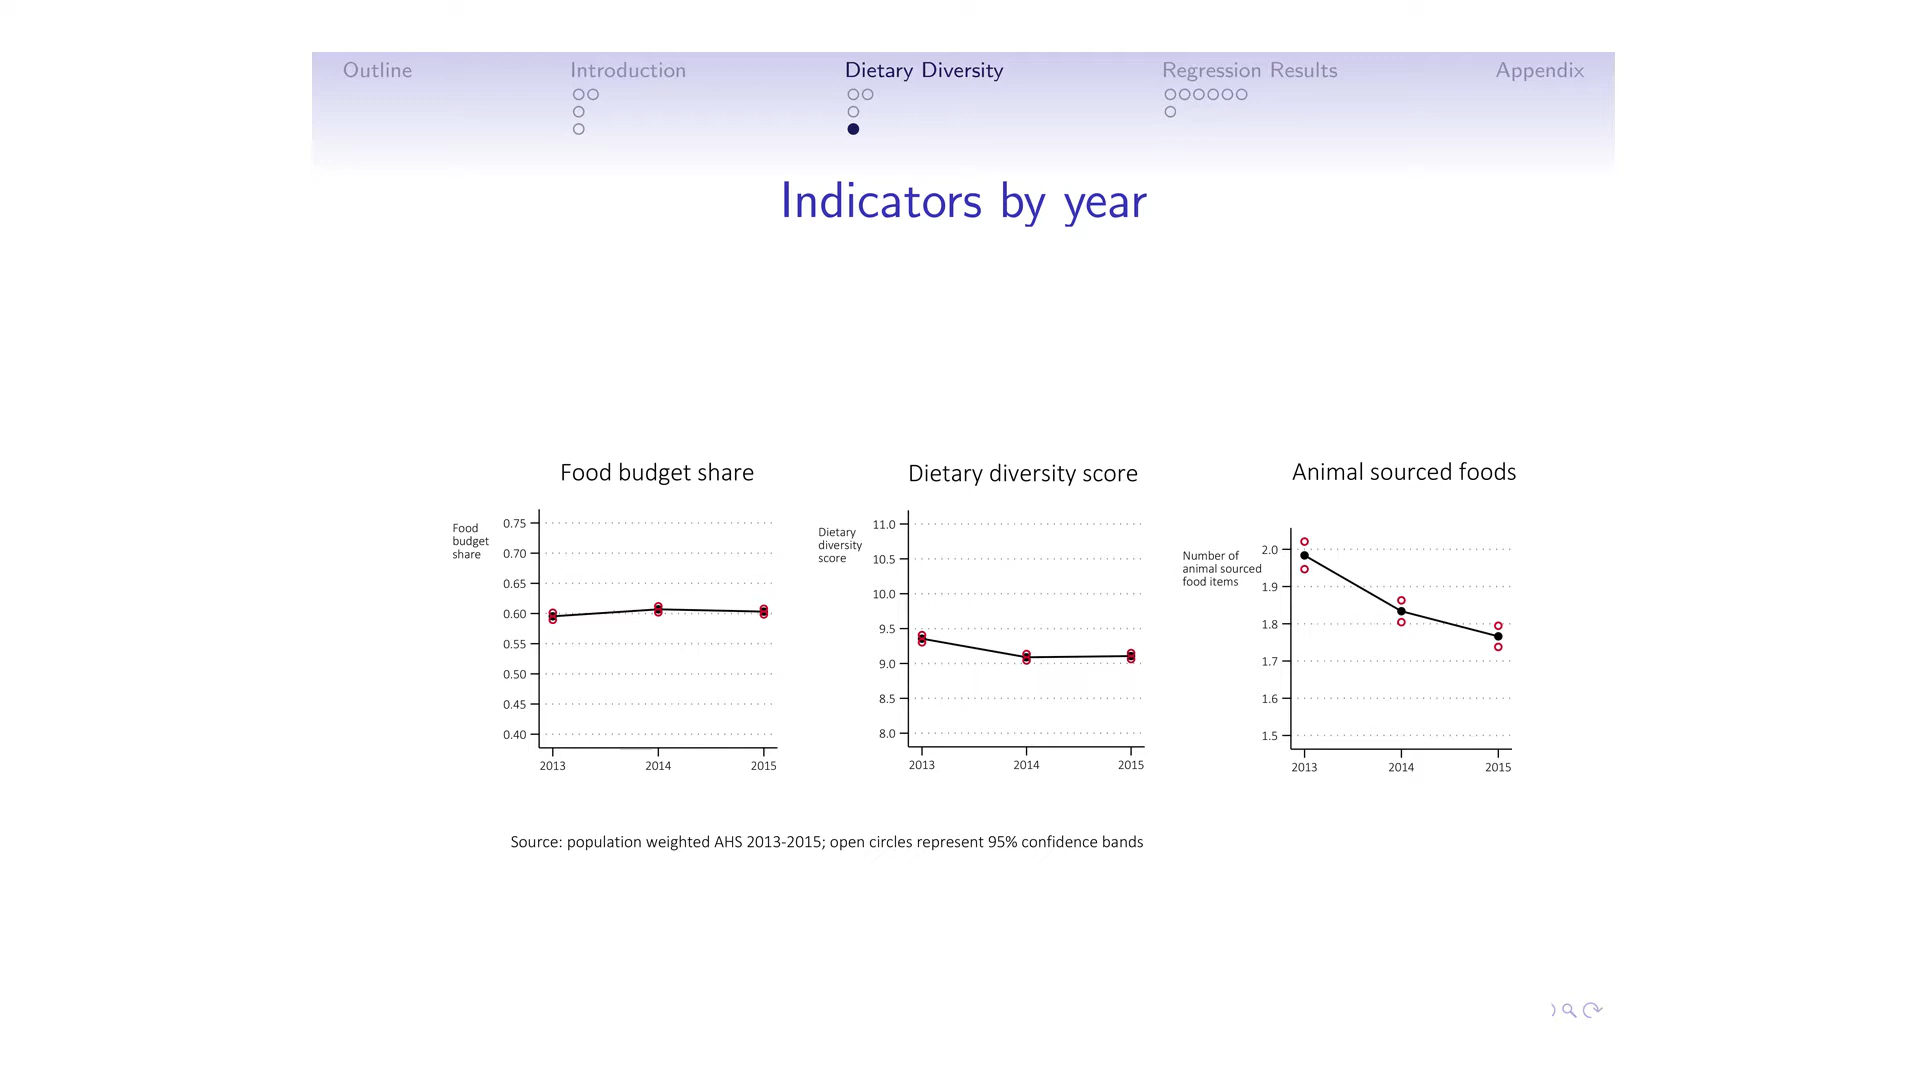 Outline
Introduction
Dietary Diversity
Regression Results
Appendix
Indicators by year
Food budget share
Food
budget
share
0.75
0.70
0.65
0.60
0.55
0.50
0.45
0.40
2013 2014 2015
Dietary diversity score
Dietary
diversity
score
11.0
10.5
10.0
9.5
9.0
8.5
8.0
2013 2014 2015
Animal sourced foods
Number of
animal sourced
food items
2.0
1.9
1.8
1.7
1.6
1.5
2013 2014 2015
Source: population weighted AHS 2013-2015; open circles represent 95% confidence bands